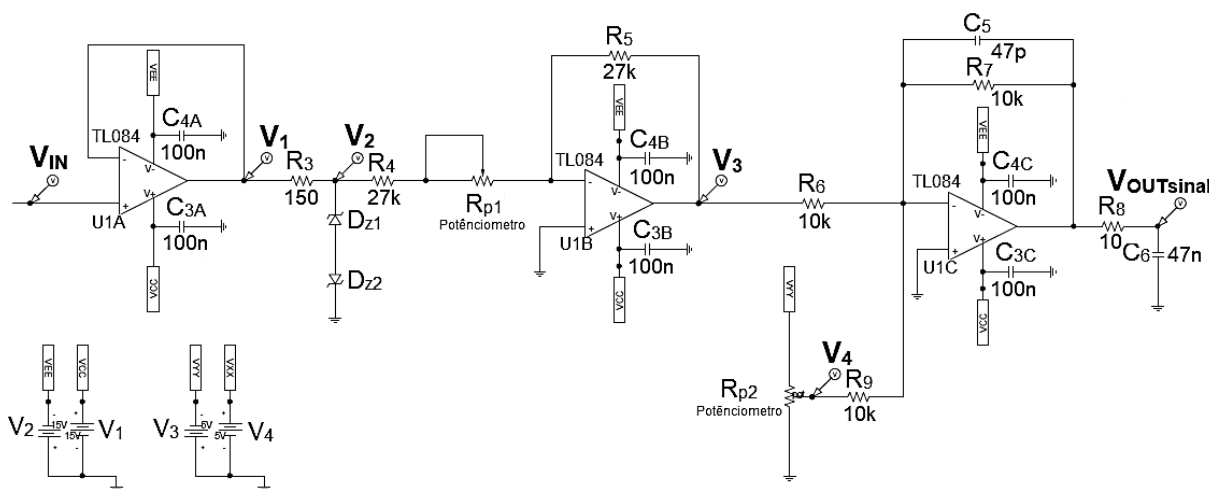 C5
47p
R5
27k
R7
10k
VEE
VEE
VEE
TL084
C4A
100n
V1
V2
TL084
C4B
100n
V3
TL084
C4C
100n
VOUTsinal
VIN
-
V-
R3
150
R4
27k
-
V-
R6
10k
-
V-
R8
10
V+
+
U1A
C3A
100n
Rp1
Potênciometro
V+
+
U1B
C3B
100n
V+
+
U1C
C3C
100n
C6
47n
Dz1
Dz2
VCC
VCC
VCC
VYY
V4
R9
10k
Rp2
Potênciometro
VEE
VCC
VYY
VXX
V2
15V
15V
V1
V3
5V
5V
V4